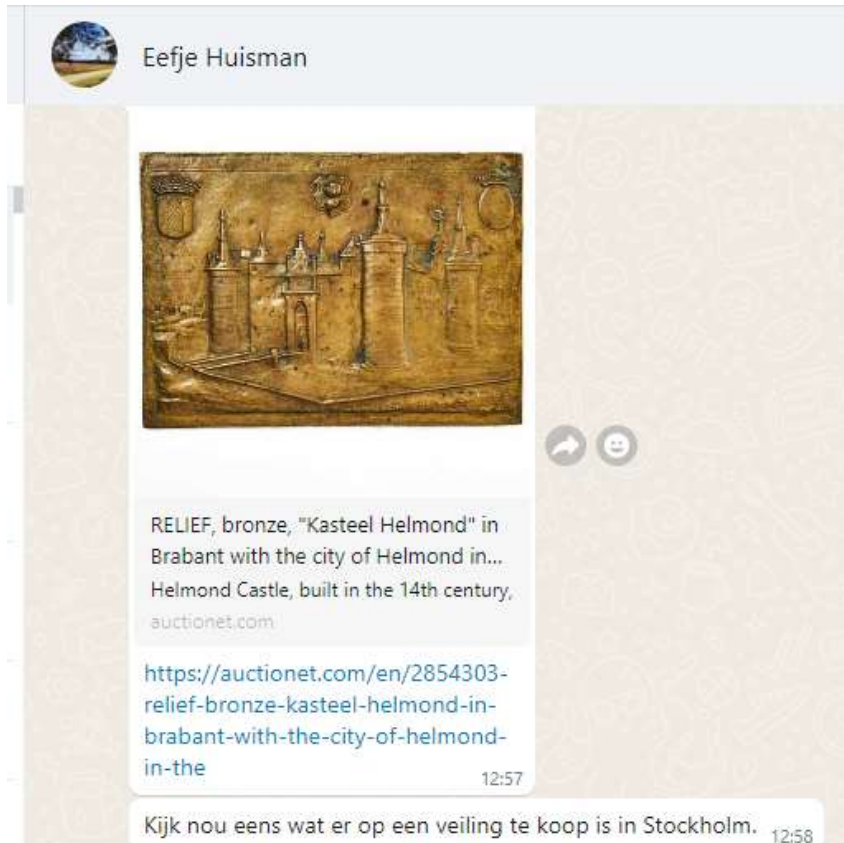 Eefje Huisman
RELIEF, bronze, "Kasteel Helmond" in
Brabant with the city of Helmond in...
Helmond Castle, built in the 14th century,
auctionet.com
https://auctionet.com/en/2854303-
relief-bronze-kasteel-helmond-in-
brabant-with-the-city-of-helmond-
in-the
12:57
Kijk nou eens wat er op een veiling te koop is in Stockholm.
12:58